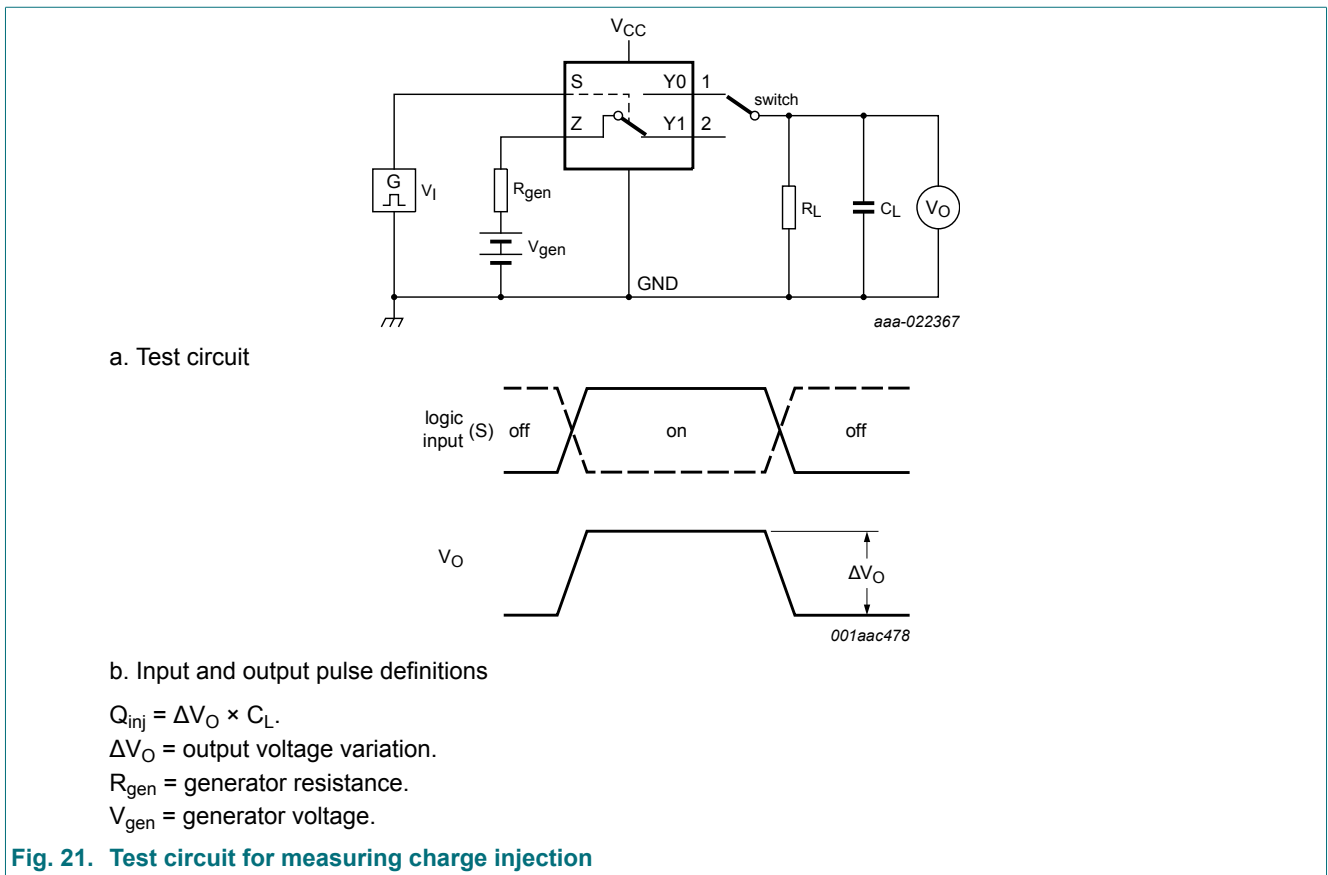 VCC
S Y0 1
switch
Z Y1 2
G VI
Rgen
RL CL VO
Vgen
GND
aaa-022367
a. Test circuit
logic
input (S) off on off
VO
ΔVO
001aac478
b. Input and output pulse definitions
Qinj = ΔVO × CL.
ΔVO = output voltage variation.
Rgen = generator resistance.
Vgen = generator voltage.
Fig. 21. Test circuit for measuring charge injection